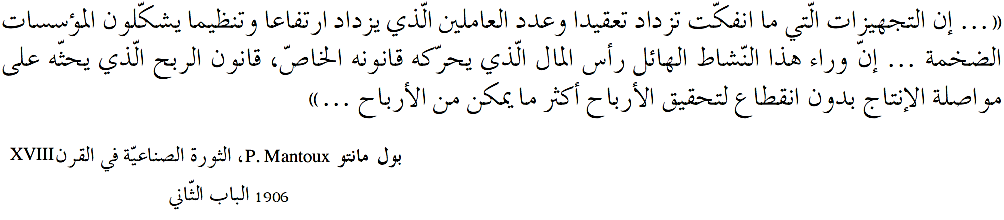 «... إن التجهيزات الّتي ما انفكّت تزداد تعقيدا وعدد العاملين الّذي يزداد ارتفاعا وتنظيما يشكّلون المؤسسات
الضخمة ... إنّ وراء هذا النّشاط الهائل رأس المال الّذي يحرّكه قانونه الخاصّ، قانون الربح الّذي يحثّه على
مواصلة الإنتاج بدون انقطاع لتحقيق الأرباح أكثر ما يمكن من الأرباح ...»
بول مانتو P. Mantoux، الثورة الصناعيّة في القرن XVIII
1906 الباب الثّاني